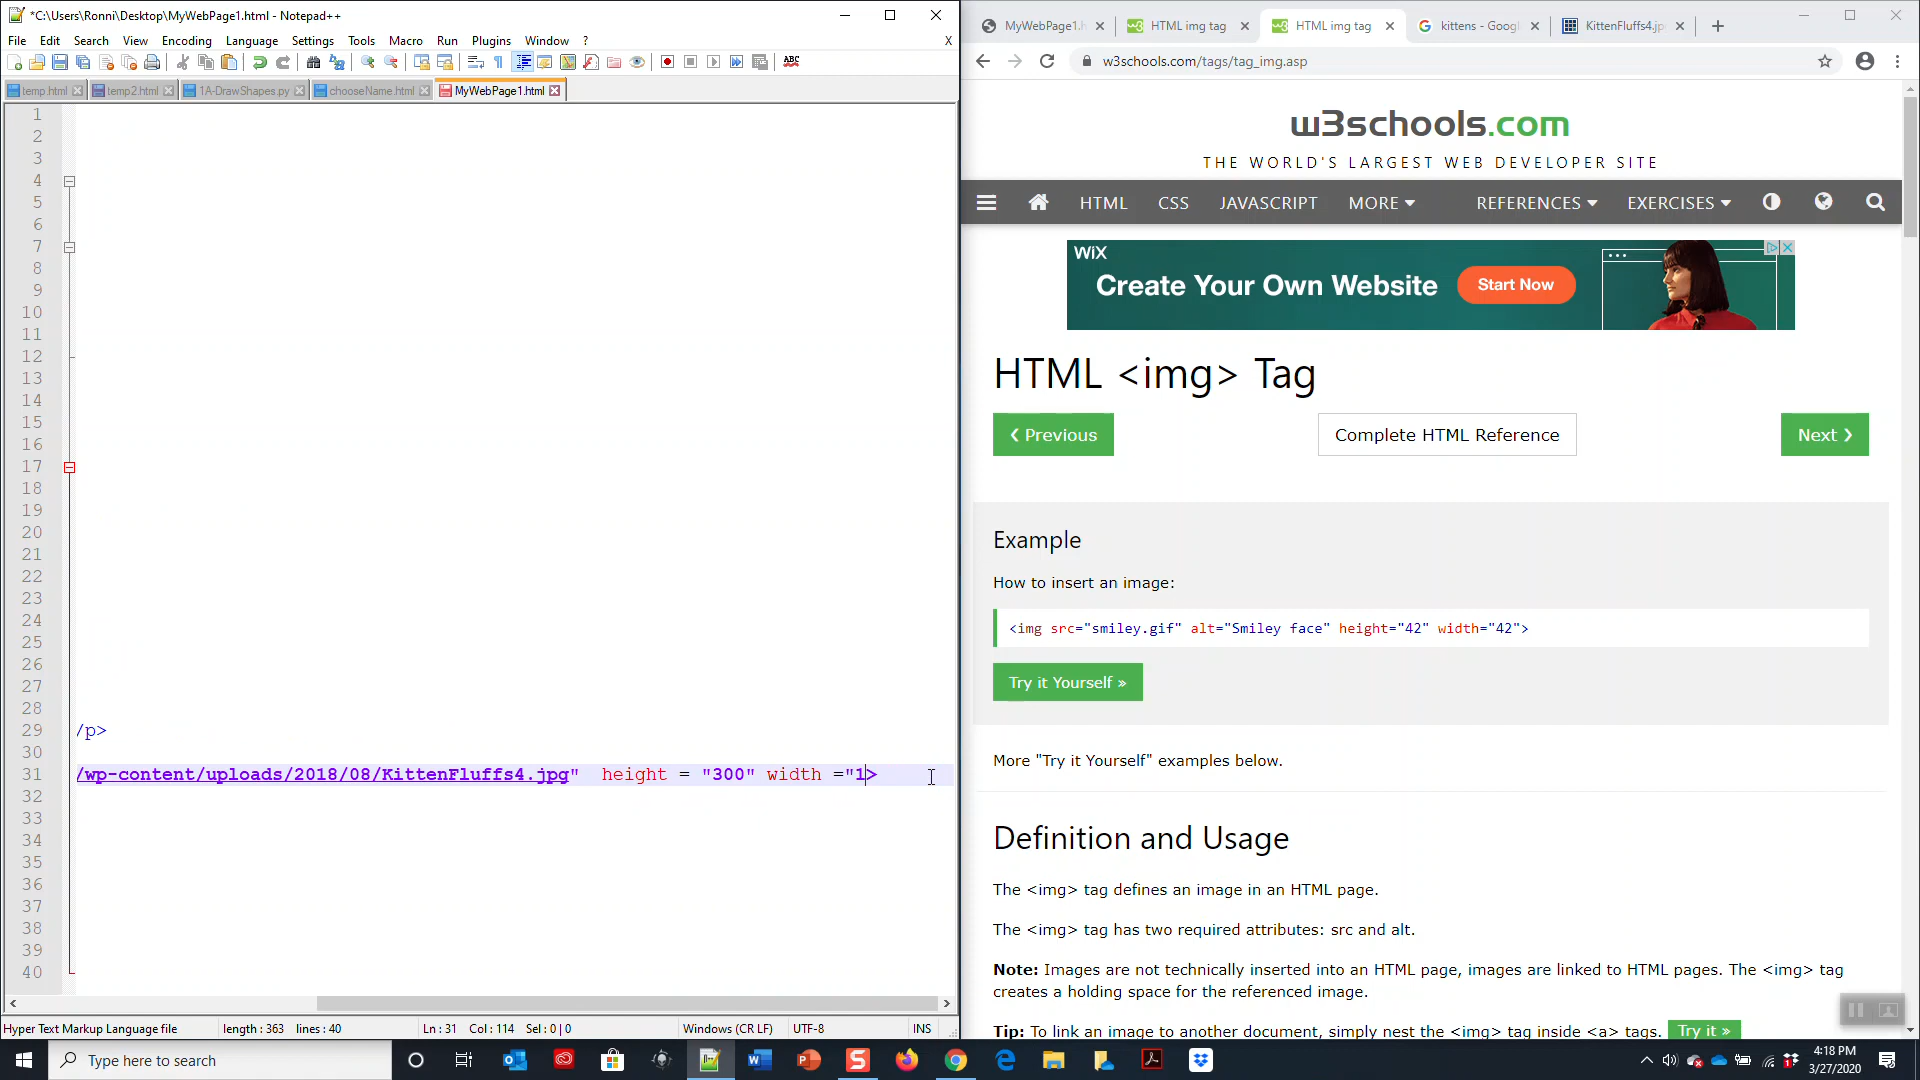 *C:\Users\Ronni\Desktop\MyWebPage1.html - Notepad++
File Edit Search View Encoding Language Settings Tools Macro Run Plugins Window ? X
temp.html temp2.html 1A-DrawShapes.py chooseName.html MyWebPage1.html
1
2
3
4
5
6
7
8
9
10
11
12
13
14
15
16
17
18
19
20
21
22
23
24
25
26
27
28
29 /p>
30
31 /wp-content/uploads/2018/08/KittenFluffs4.jpg"  height = "300" width ="1>
32
33
34
35
36
37
38
39
40
Hyper Text Markup Language file length : 363 lines : 40 Ln : 31 Col : 114 Sel : 0 | 0 Windows (CR LF) UTF-8 INS
MyWebPage1.h HTML img tag HTML img tag kittens - Googl KittenFluffs4.jp
w3schools.com/tags/tag_img.asp
w3schools.com
THE WORLD'S LARGEST WEB DEVELOPER SITE
HTML CSS JAVASCRIPT MORE REFERENCES EXERCISES
WiX
Create Your Own Website Start Now
HTML <img> Tag
❮ Previous Complete HTML Reference Next ❯
Example
How to insert an image:
<img src="smiley.gif" alt="Smiley face" height="42" width="42">
Try it Yourself »
More "Try it Yourself" examples below.
Definition and Usage
The <img> tag defines an image in an HTML page.
The <img> tag has two required attributes: src and alt.
Note: Images are not technically inserted into an HTML page, images are linked to HTML pages. The <img> tag
creates a holding space for the referenced image.
Tip: To link an image to another document, simply nest the <img> tag inside <a> tags. Try it »
Type here to search
4:18 PM
3/27/2020